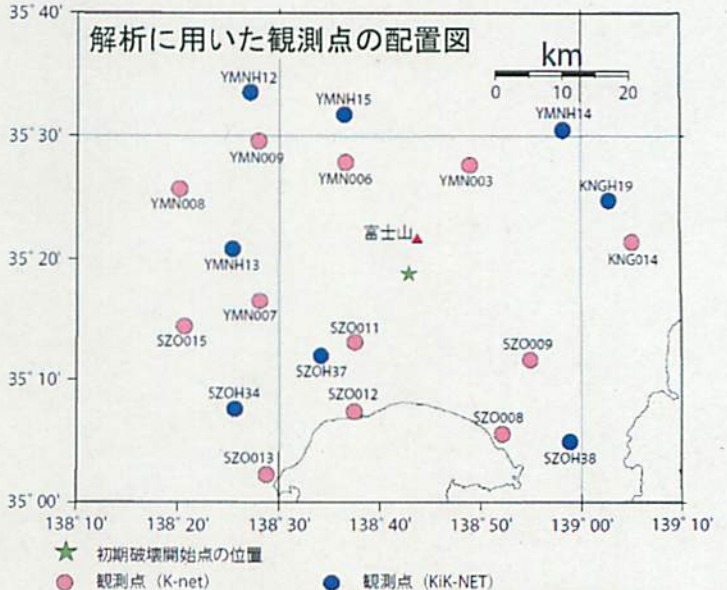 35° 40'
解析に用いた観測点の配置図
km
0 10 20
YMNH12
YMNH15
YMNH14
35° 30'
YMN009
YMN006
YMN003
YMN008
KNGH19
富士山
KNG014
35° 20'
YMNH13
YMN007
SZO015
SZO011
SZO009
SZOH37
35° 10'
SZOH34
SZO012
SZO008
SZO013
SZOH38
35° 00'
138° 10' 138° 20' 138° 30' 138° 40' 138° 50' 139° 00' 139° 10'
初期破壊開始点の位置
観測点（K-net） 観測点（KiK-NET）